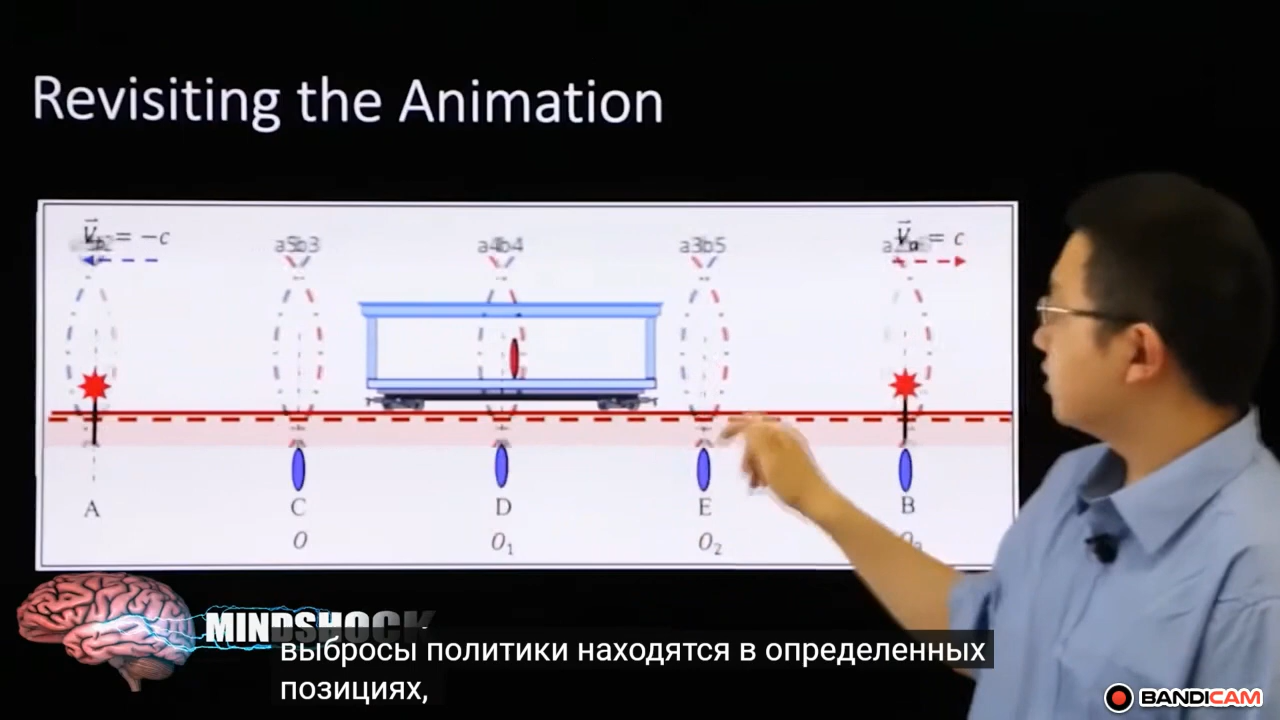 Revisiting the Animation
= −c
a5b3
a4b4
a3b5
= c
A
C
D
E
B
O
O₁
O₂
MINDSHOCK
выбросы политики находятся в определенных
позициях,
BANDICAM